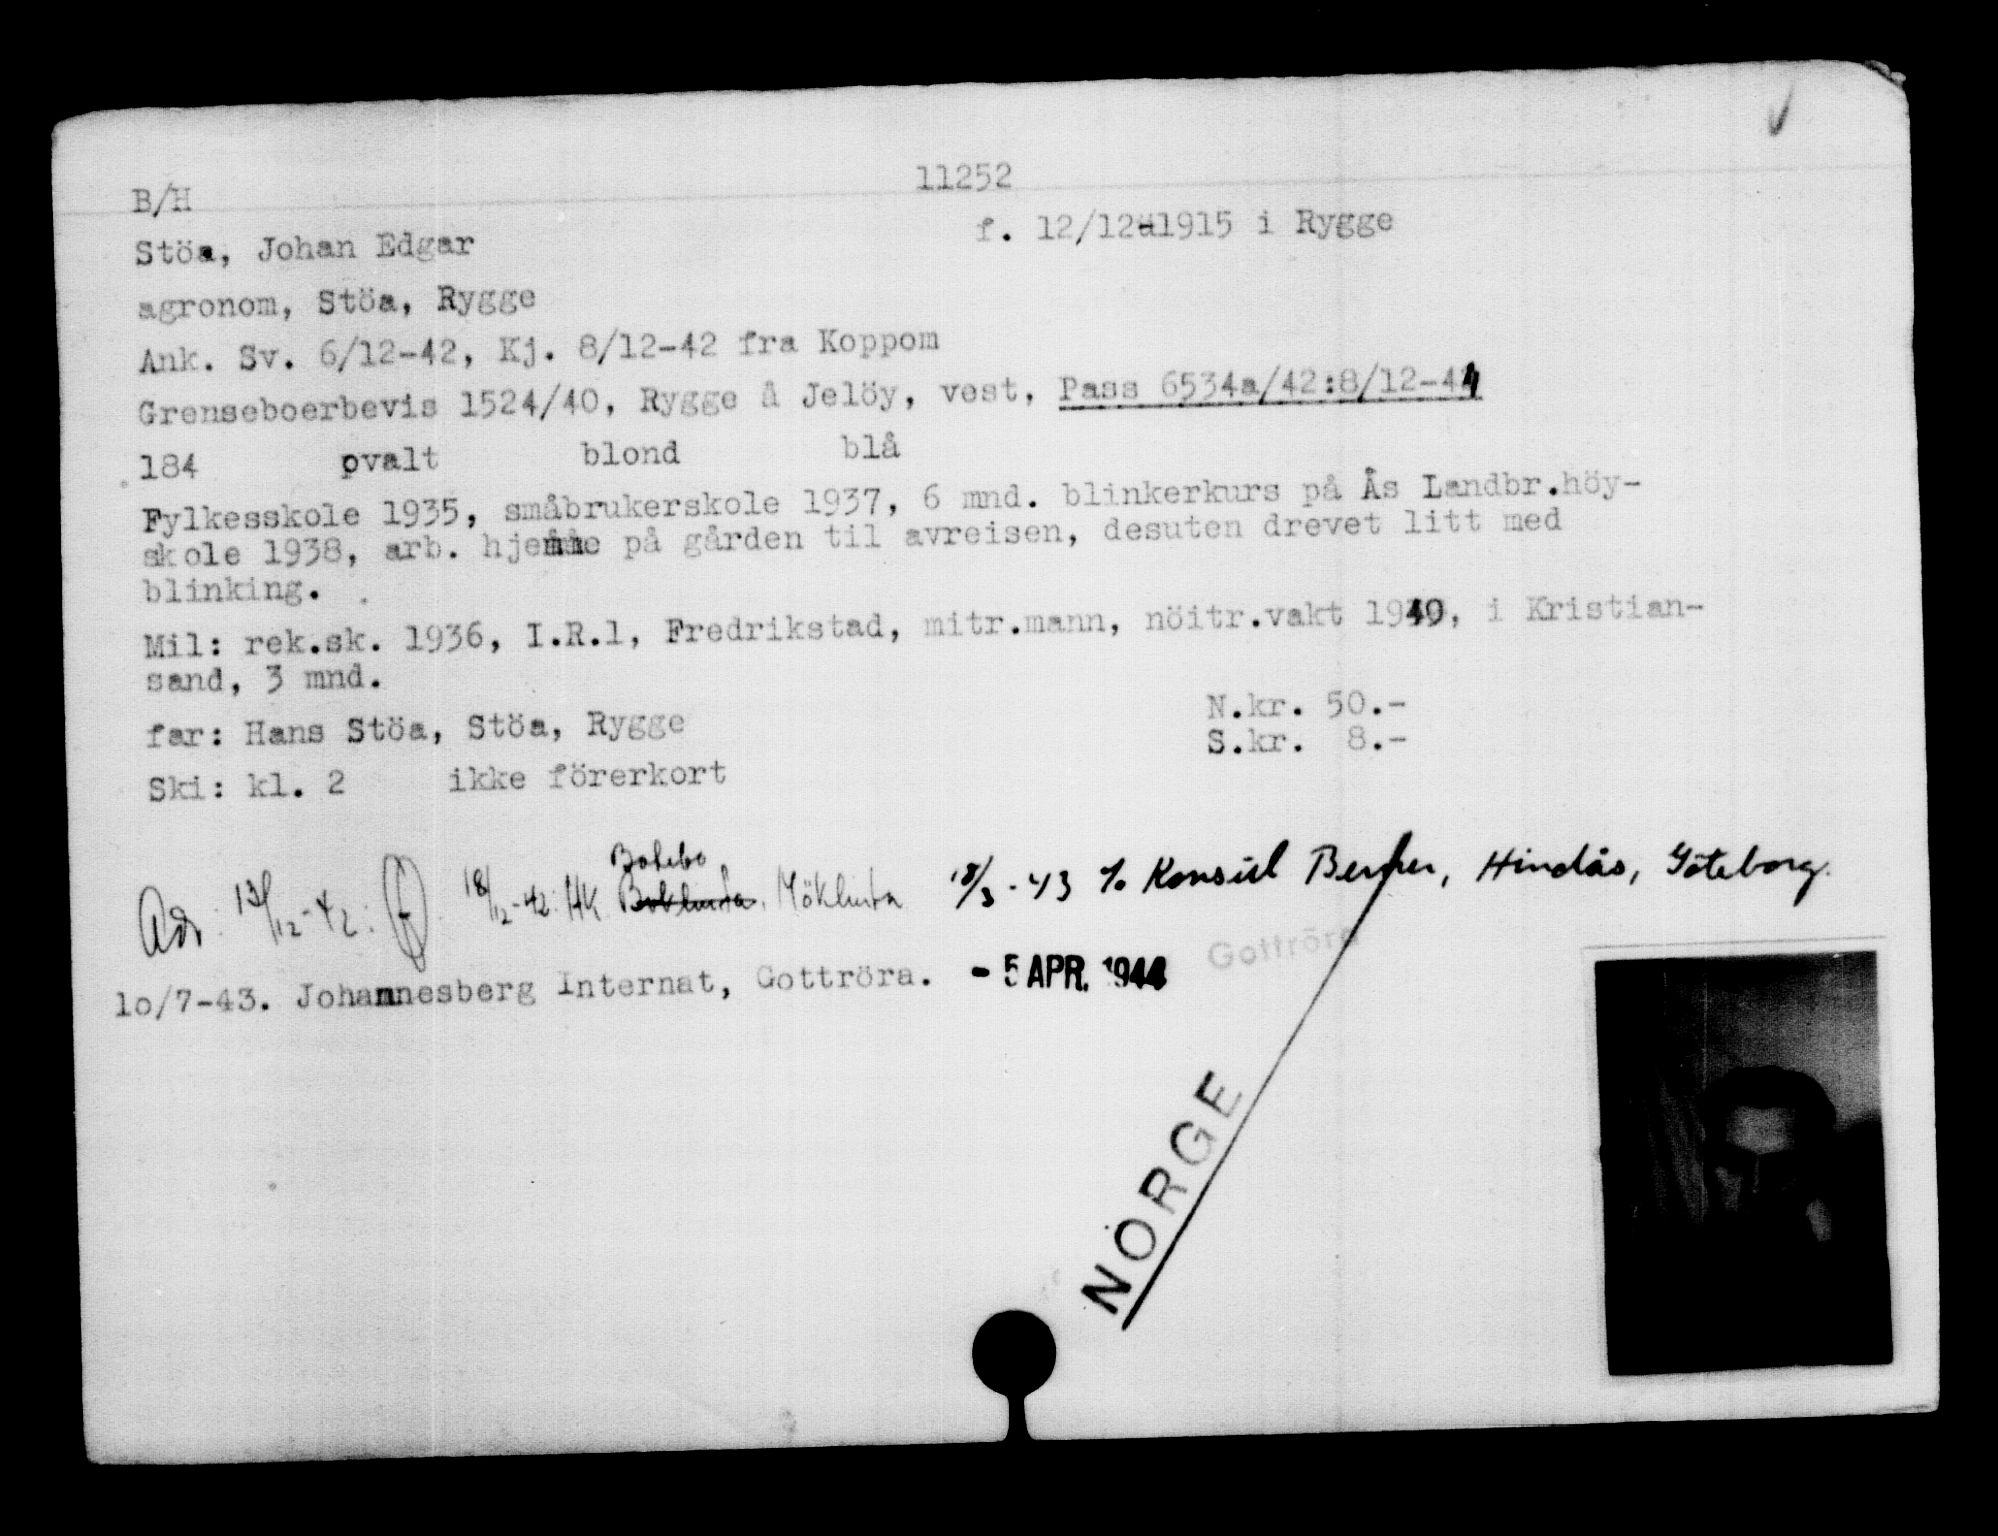 11252
B/H
f. 12/12-1915 i Rygge
Stöa, Johan Edgar
agronom, Stöa, Rygge
Ank. Sv. 6/12-42, Kj. 8/12-42 fra Koppom
Grenseboerbevis 1524/40, Rygge å Jelöy, vest, Pass 6534a/42:8/12-44
184 ovalt blond blå
Fylkesskole 1935, småbrukerskole 1937, 6 mnd. blinkerkurs på Ås Landbr.höy-
skole 1938, arb. hjemme på gården til avreisen, desuten drevet litt med
blinking.
Mil: rek.sk. 1936, I.R.1, Fredrikstad, mitr.mann, nöitr.vakt 1940, i Kristian-
sand, 3 mnd.
far: Hans Stöa, Stöa, Rygge
N.kr. 50.-
S.kr. 8.-
Ski: kl. 2 ikke förerkort
Adr: 13/12-42: 18/12-42: HK Möklinta 18/3-43 % Konsul Hindås, Göteborg.
10/7-43. Johannesberg Internat, Gottröra. - 5 APR. 1944 Gottröra
NORGE